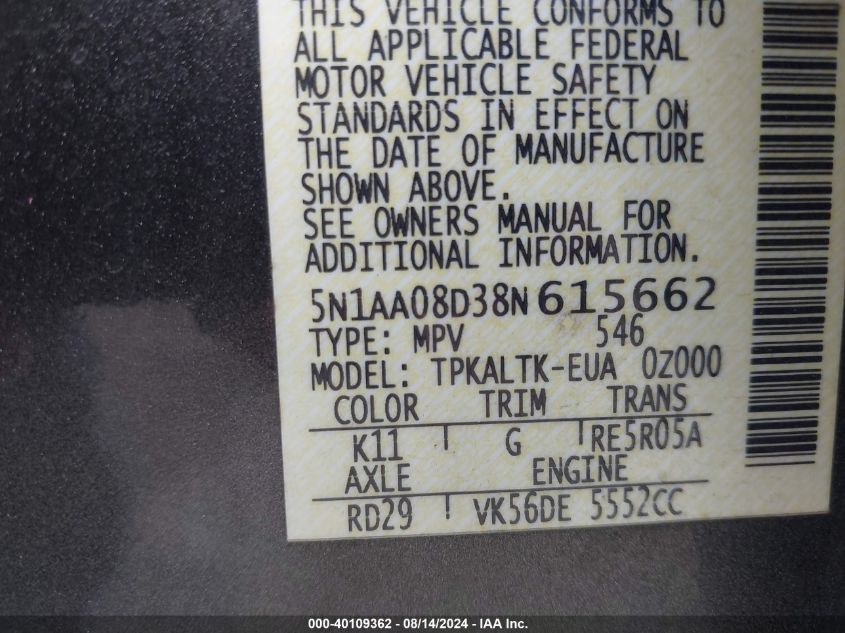 THIS VEHICLE CONFORMS TO
ALL APPLICABLE FEDERAL
MOTOR VEHICLE SAFETY
STANDARDS IN EFFECT ON
THE DATE OF MANUFACTURE
SHOWN ABOVE.
SEE OWNERS MANUAL FOR
ADDITIONAL INFORMATION.
5N1AA08D38N615662
TYPE: MPV 546
MODEL: TPKALTK-EUA 0Z000
COLOR TRIM TRANS
K11 G RE5R05A
AXLE ENGINE
RD29 VK56DE 5552CC
000-40109362 - 08/14/2024 - IAA Inc.